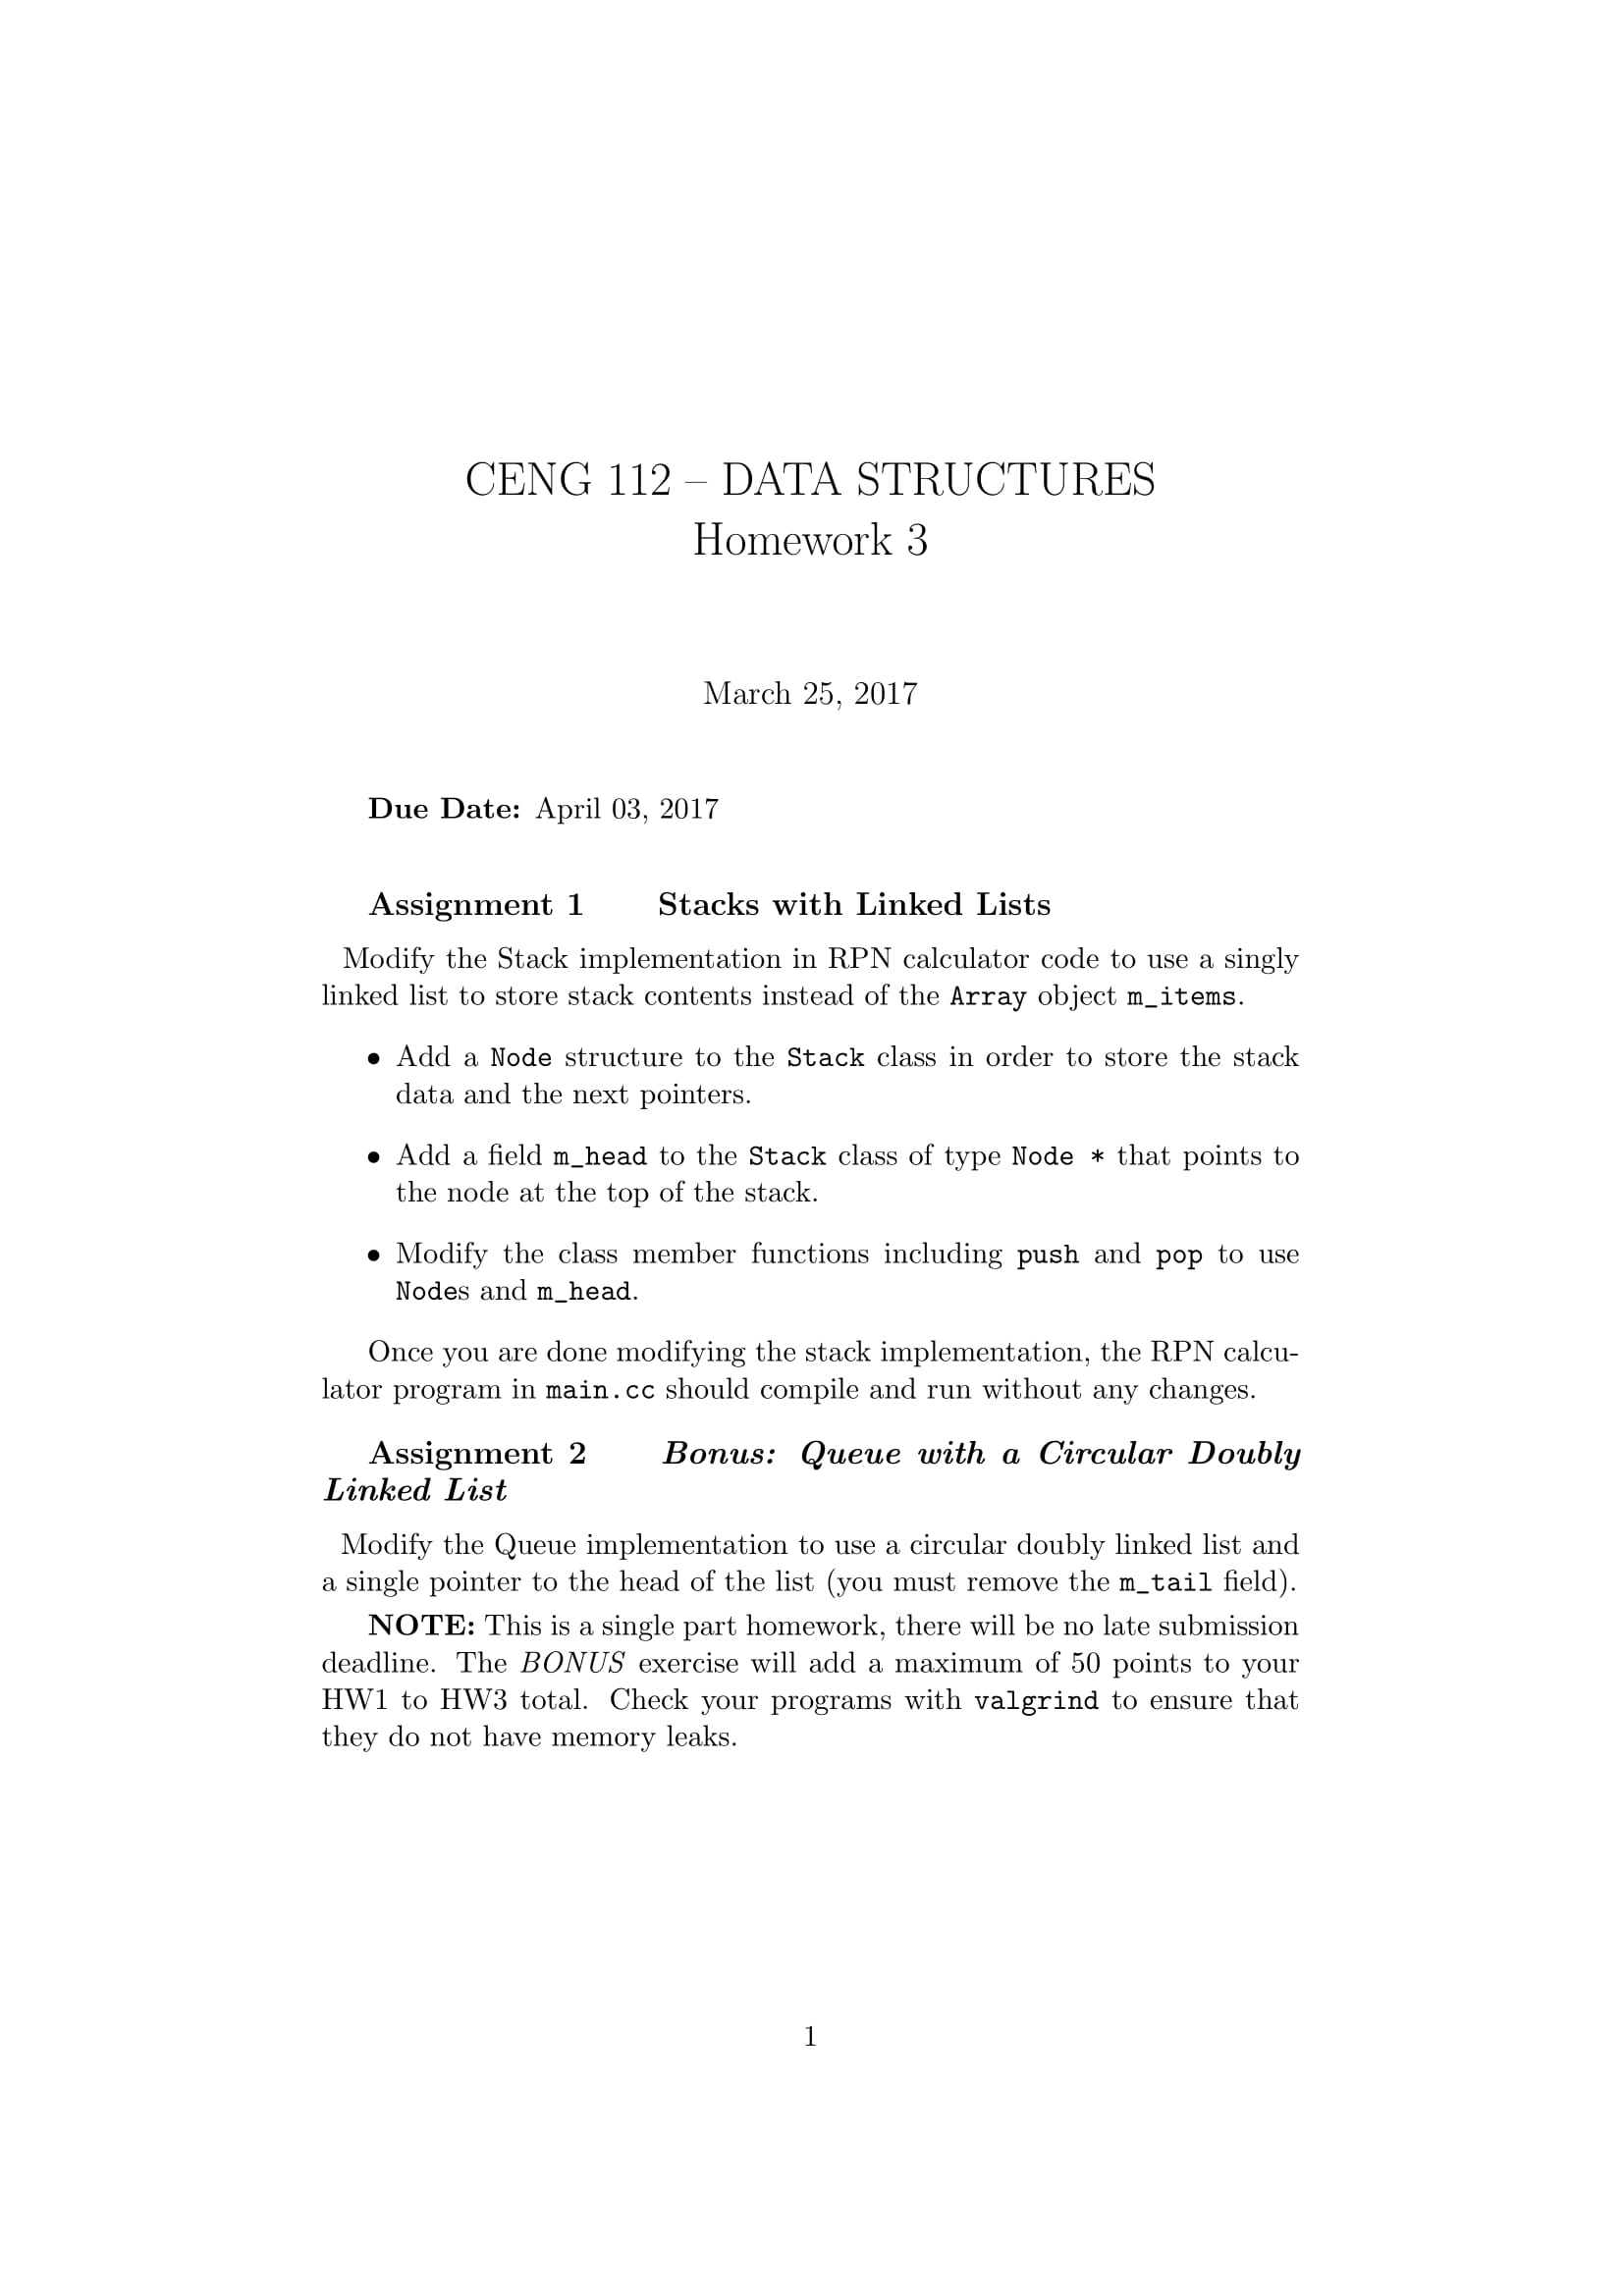 CENG 112 – DATA STRUCTURES
Homework 3
March 25, 2017
Due Date: April 03, 2017
Assignment 1 Stacks with Linked Lists
Modify the Stack implementation in RPN calculator code to use a singly
linked list to store stack contents instead of the Array object m_items.
• Add a Node structure to the Stack class in order to store the stack
data and the next pointers.
• Add a field m_head to the Stack class of type Node * that points to
the node at the top of the stack.
• Modify the class member functions including push and pop to use
Nodes and m_head.
Once you are done modifying the stack implementation, the RPN calcu-
lator program in main.cc should compile and run without any changes.
Assignment 2 Bonus: Queue with a Circular Doubly
Linked List
Modify the Queue implementation to use a circular doubly linked list and
a single pointer to the head of the list (you must remove the m_tail field).
NOTE: This is a single part homework, there will be no late submission
deadline. The BONUS exercise will add a maximum of 50 points to your
HW1 to HW3 total. Check your programs with valgrind to ensure that
they do not have memory leaks.
1